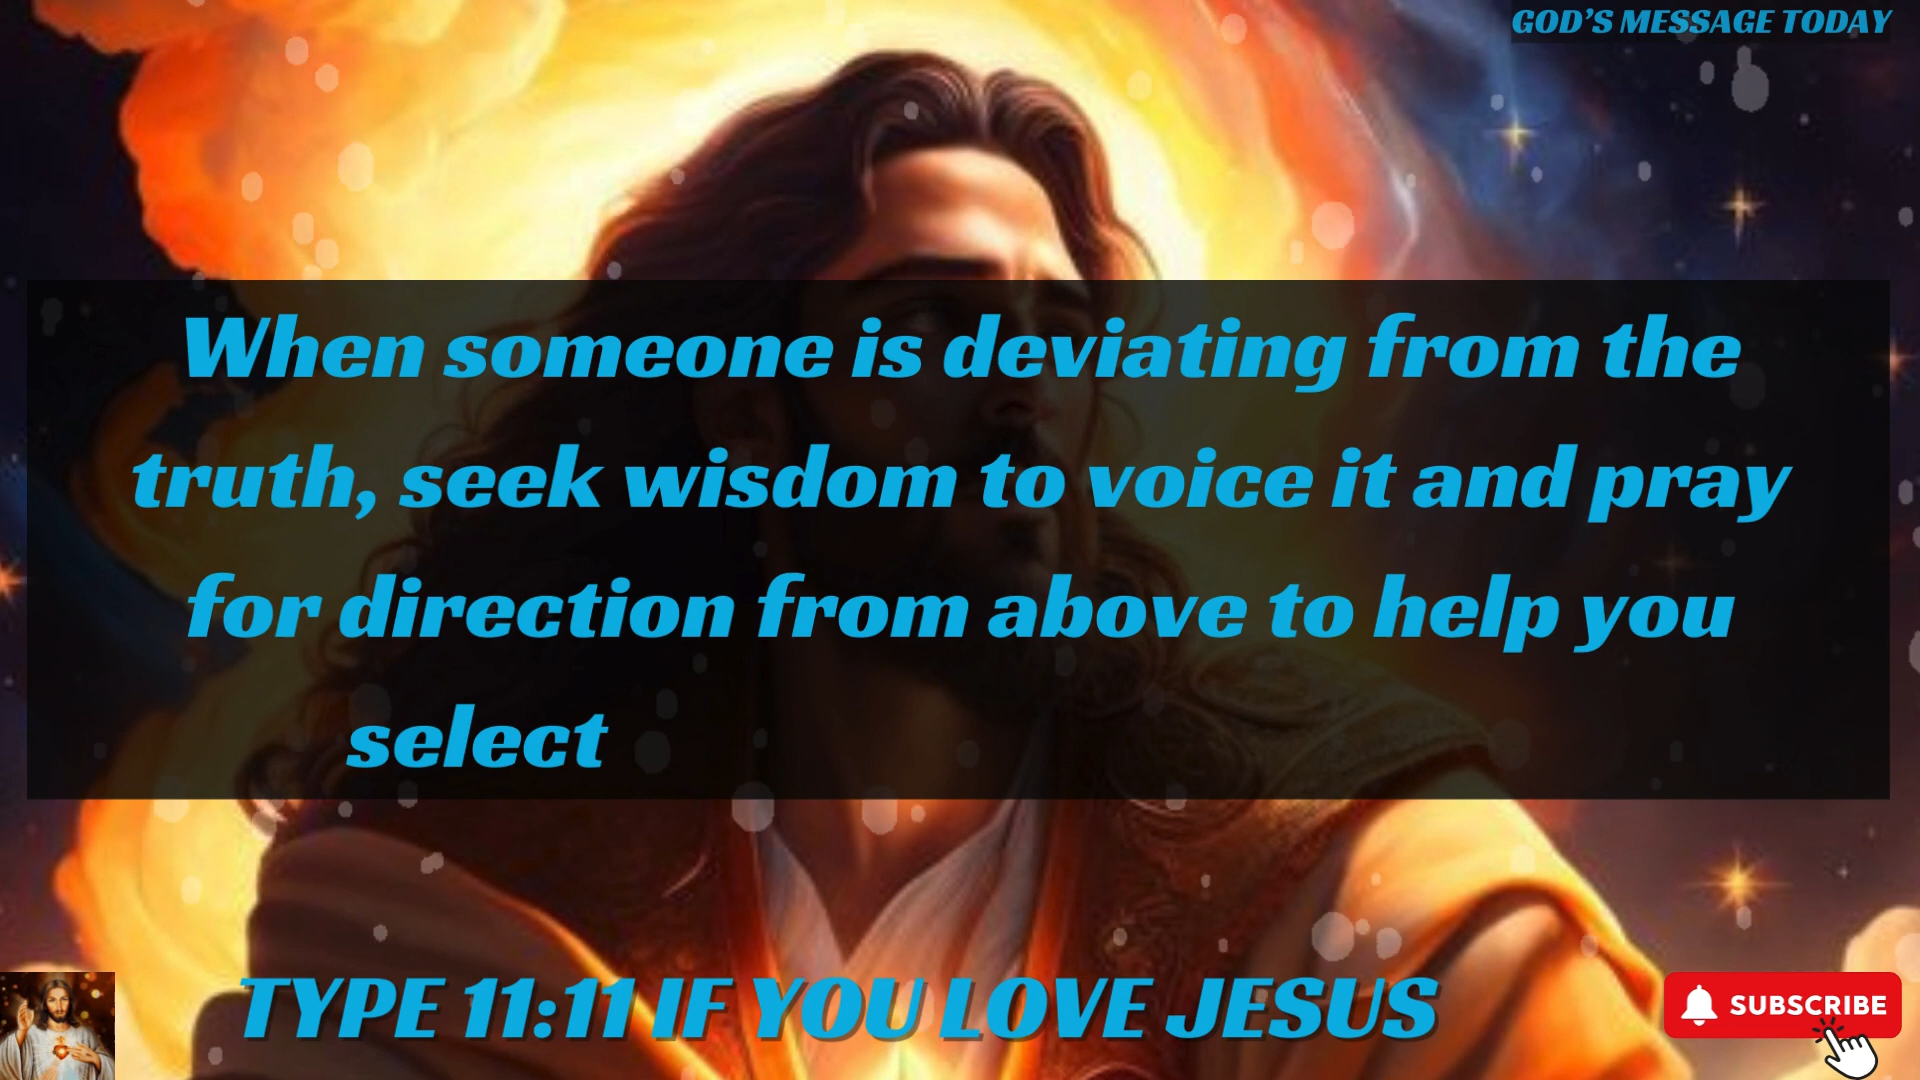 GOD'S MESSAGE TODAY
When someone is deviating from the
truth, seek wisdom to voice it and pray
for direction from above to help you
select
TYPE 11:11 IF YOU LOVE JESUS
SUBSCRIBE